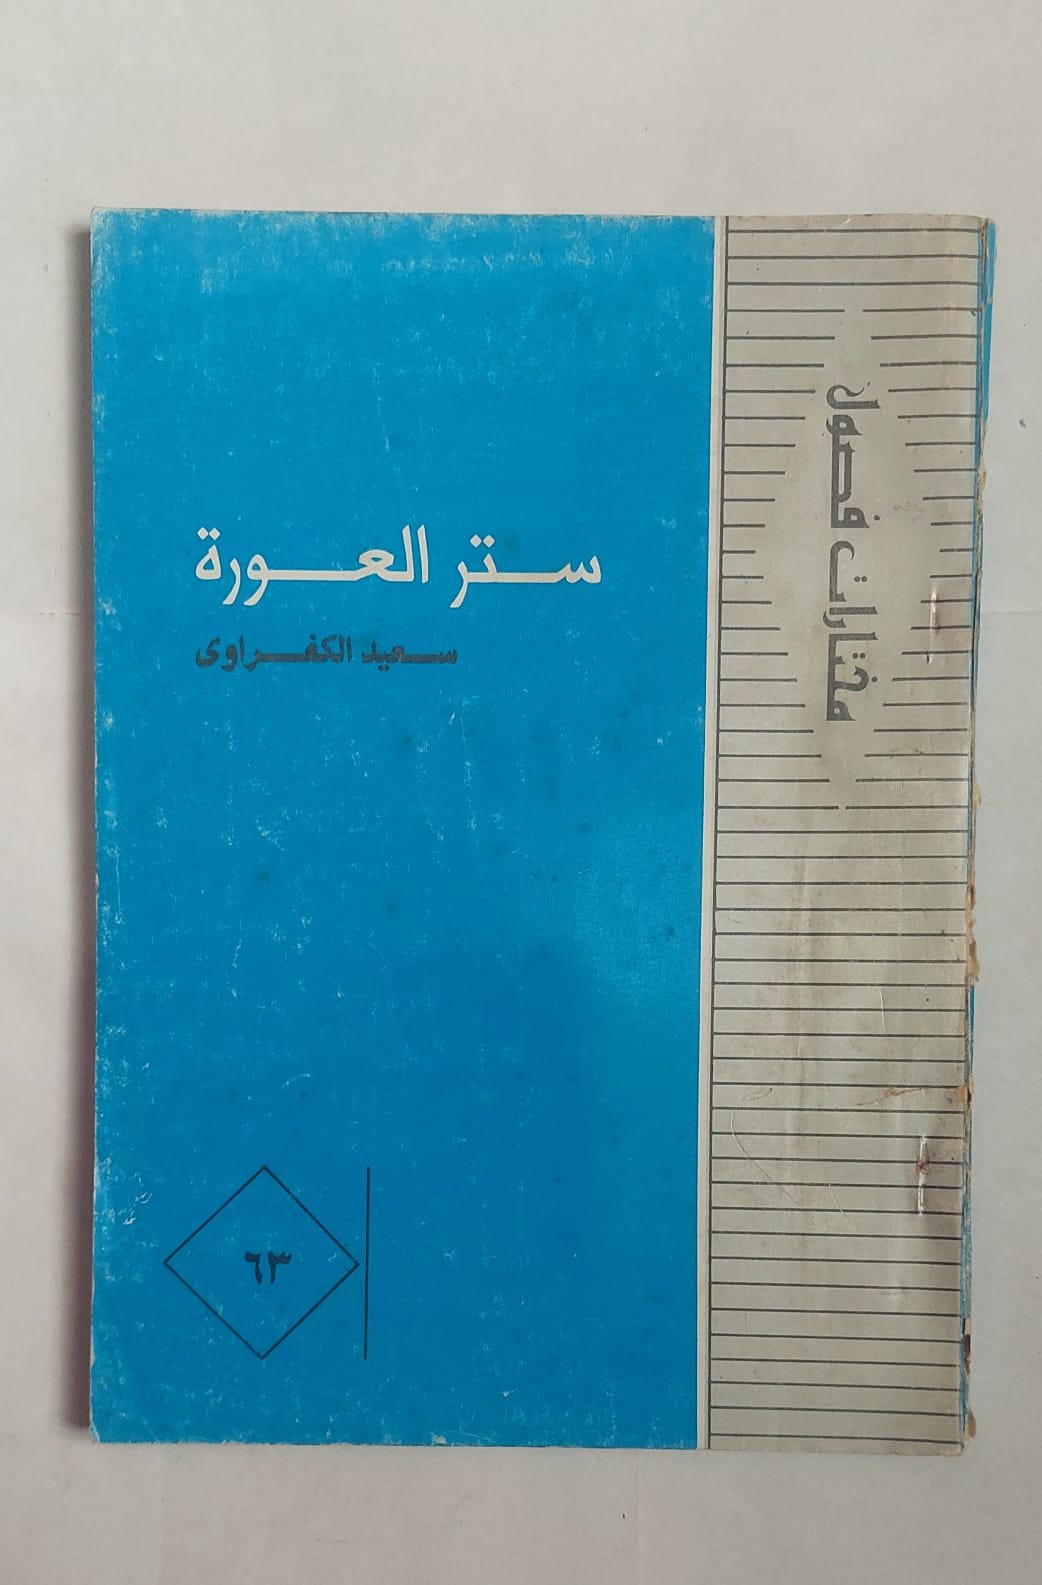 مختارات فصول
ستر العورة
سعيد الكفراوى
٦٣